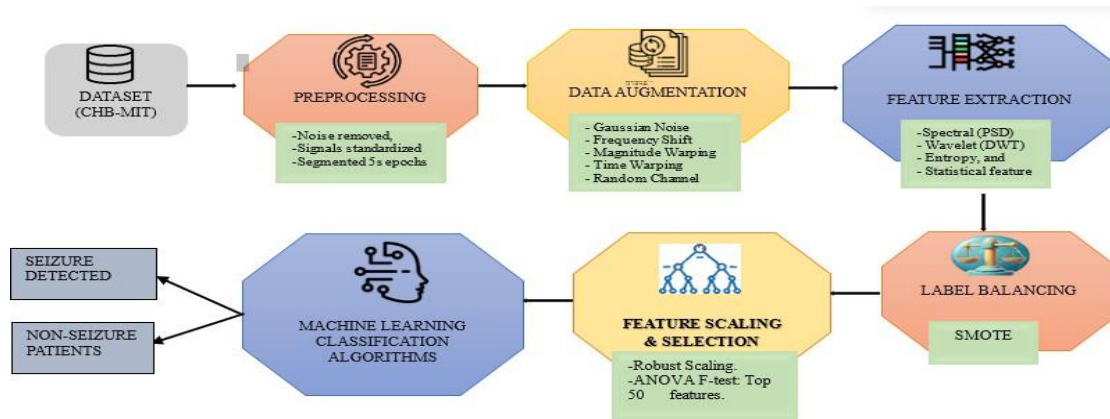 DATASET
(CHB-MIT)
PREPROCESSING
-Noise removed,
-Signals standardized
-Segmented 5s epochs
DATA AUGMENTATION
- Gaussian Noise
- Frequency Shift
- Magnitude Warping
- Time Warping
- Random Channel
FEATURE EXTRACTION
-Spectral (PSD)
- Wavelet (DWT)
- Entropy, and
- Statistical feature
LABEL BALANCING
SMOTE
FEATURE SCALING
& SELECTION
-Robust Scaling.
-ANOVA F-test: Top
50 features.
MACHINE LEARNING
CLASSIFICATION
ALGORITHMS
SEIZURE
DETECTED
NON-SEIZURE
PATIENTS